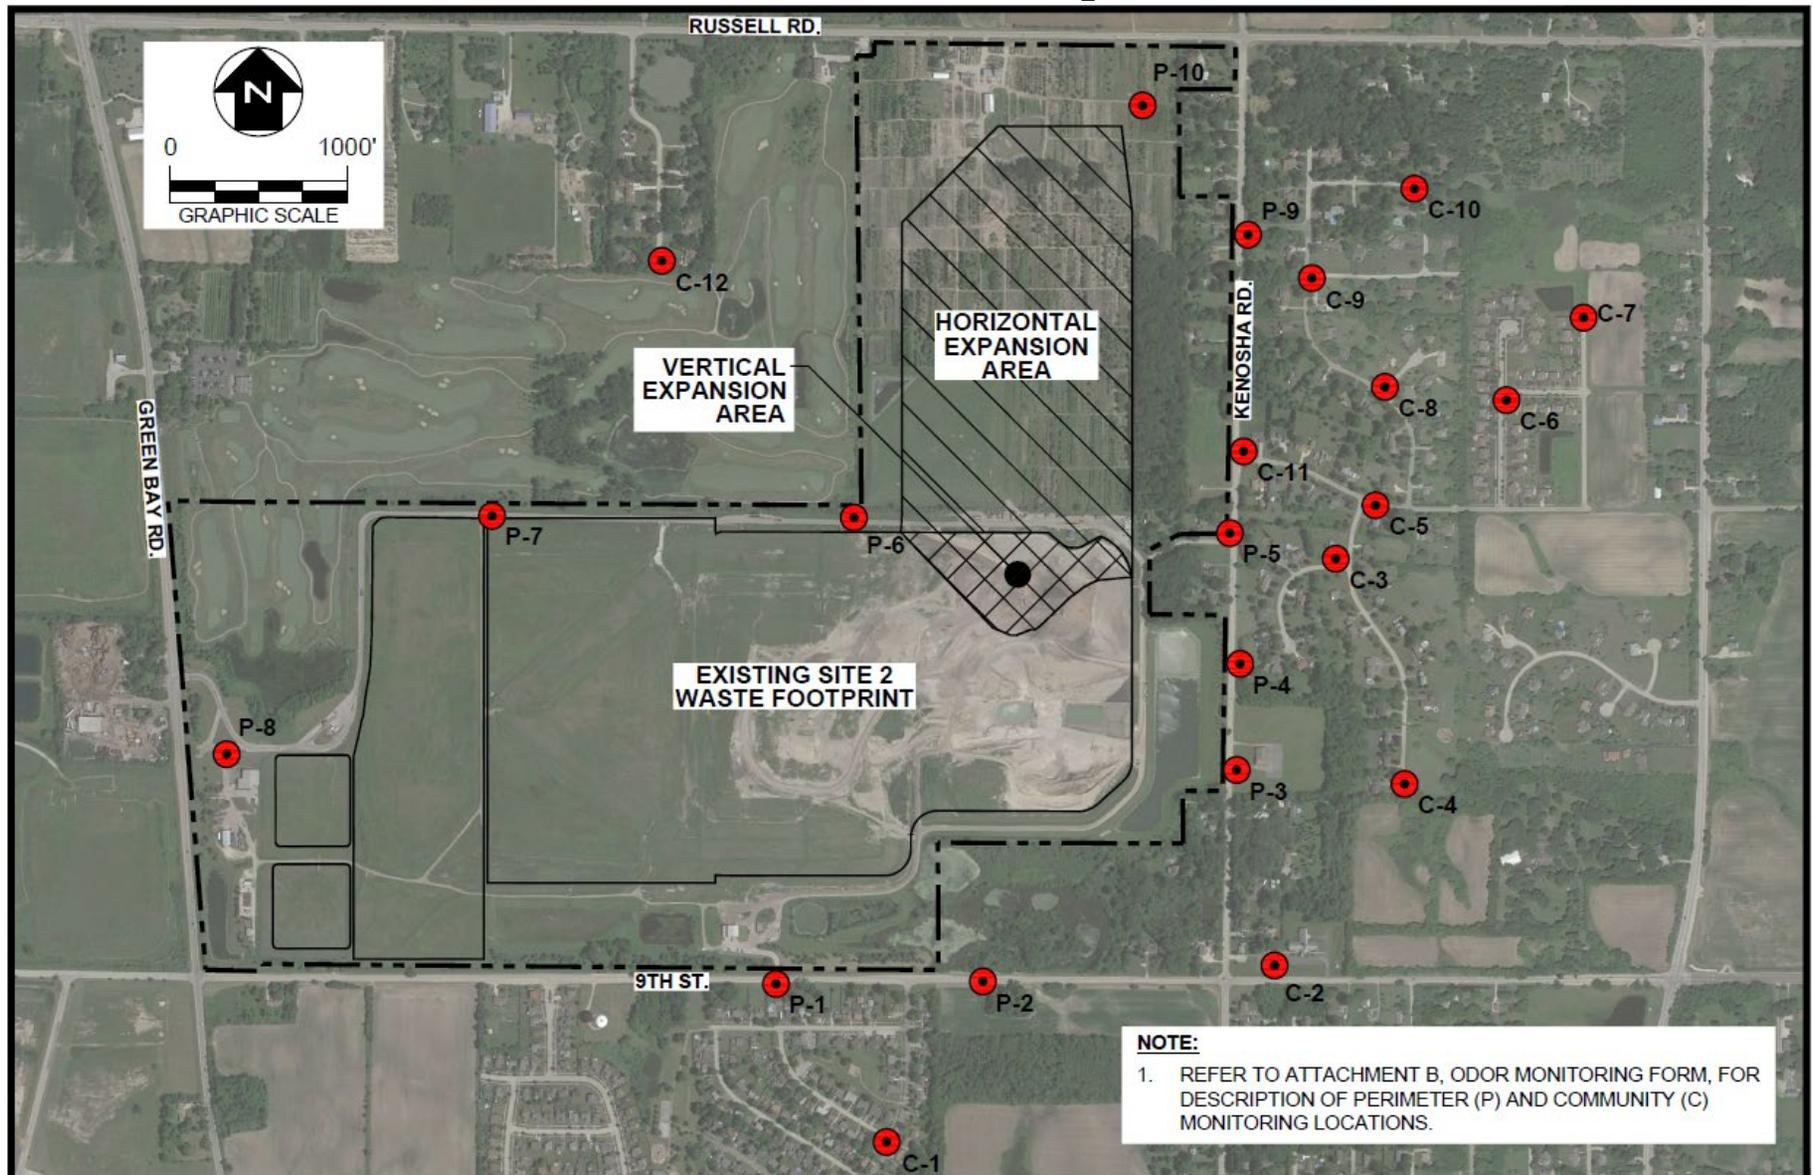 RUSSELL RD.
N
0 1000'
GRAPHIC SCALE
P-10
C-10
P-9
C-12
C-9
KENOSHA RD.
C-7
HORIZONTAL
EXPANSION
AREA
VERTICAL
EXPANSION
AREA
C-8
C-6
GREEN BAY RD.
C-11
C-5
P-7
P-6
P-5
C-3
EXISTING SITE 2
WASTE FOOTPRINT
P-4
P-8
P-3
C-4
9TH ST.
P-1
P-2
C-2
C-1
NOTE:
1. REFER TO ATTACHMENT B, ODOR MONITORING FORM, FOR
DESCRIPTION OF PERIMETER (P) AND COMMUNITY (C)
MONITORING LOCATIONS.